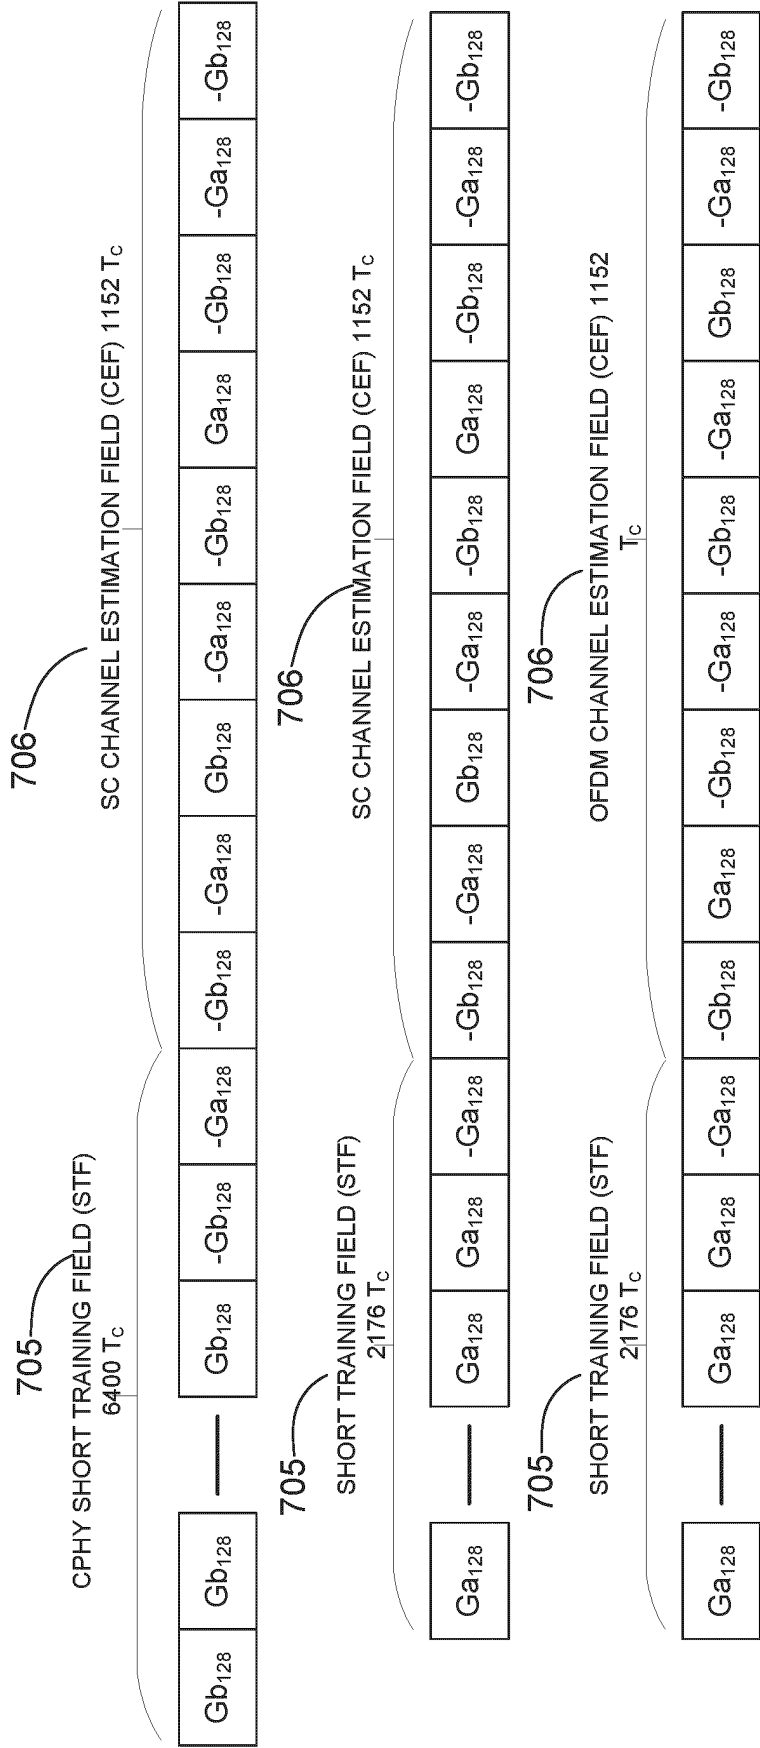 705
706
CPHY SHORT TRAINING FIELD (STF)
6400 T_C
SC CHANNEL ESTIMATION FIELD (CEF) 1152 T_C
Gb128 Gb128 — Gb128 -Gb128 -Ga128 -Gb128 -Ga128 Gb128 -Ga128 -Gb128 Ga128 -Gb128 -Ga128 -Gb128
705
706
SHORT TRAINING FIELD (STF)
2176 T_C
SC CHANNEL ESTIMATION FIELD (CEF) 1152 T_C
Ga128 — Ga128 Ga128 -Ga128 -Gb128 -Ga128 Gb128 -Ga128 -Gb128 Ga128 -Gb128 -Ga128 -Gb128
705
706
SHORT TRAINING FIELD (STF)
2176 T_C
OFDM CHANNEL ESTIMATION FIELD (CEF) 1152
T_C
Ga128 — Ga128 Ga128 -Ga128 -Gb128 Ga128 -Gb128 -Ga128 -Gb128 -Ga128 Gb128 -Ga128 -Gb128